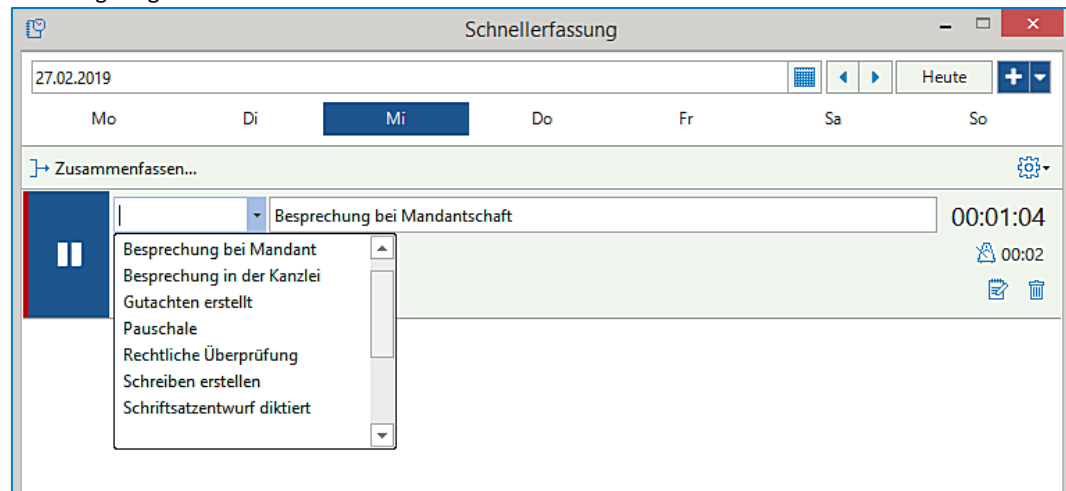 Schnellerfassung
27.02.2019
Heute
Mo Di Mi Do Fr Sa So
Zusammenfassen...
Besprechung bei Mandantschaft
00:01:04
00:02
Besprechung bei Mandant
Besprechung in der Kanzlei
Gutachten erstellt
Pauschale
Rechtliche Überprüfung
Schreiben erstellen
Schriftsatzentwurf diktiert